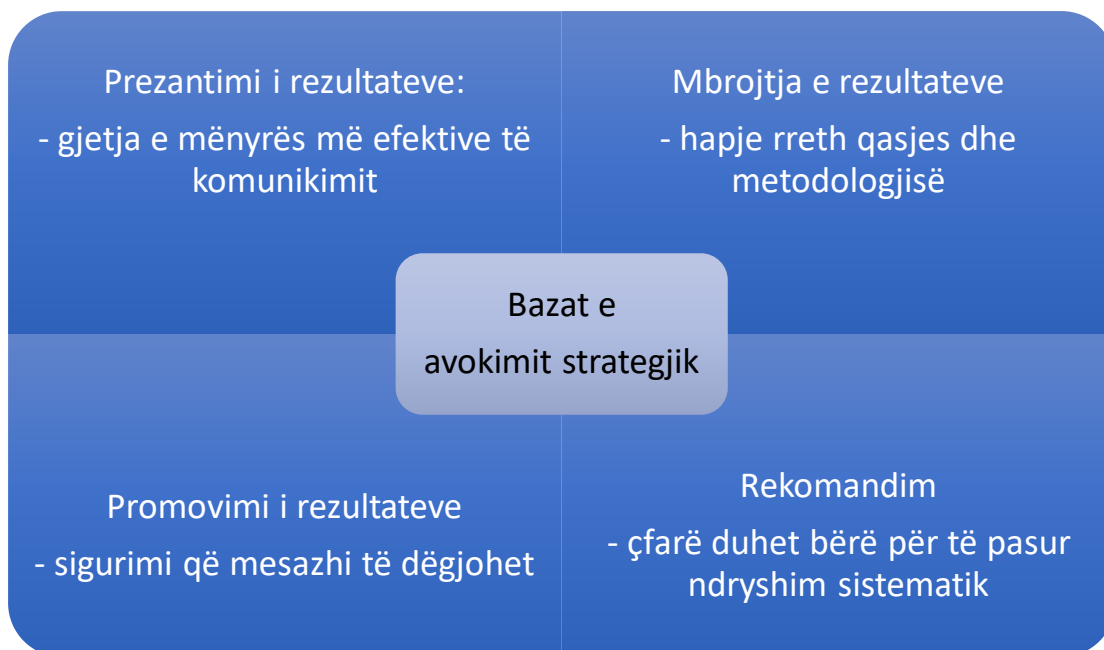 Prezantimi i rezultateve:
- gjetja e mënyrës më efektive të
komunikimit
Mbrojtja e rezultateve
- hapje rreth qasjes dhe
metodologjisë
Bazat e
avokimit strategjik
Promovimi i rezultateve
- sigurimi që mesazhi të dëgjohet
Rekomandim
- çfarë duhet bërë për të pasur
ndryshim sistematik